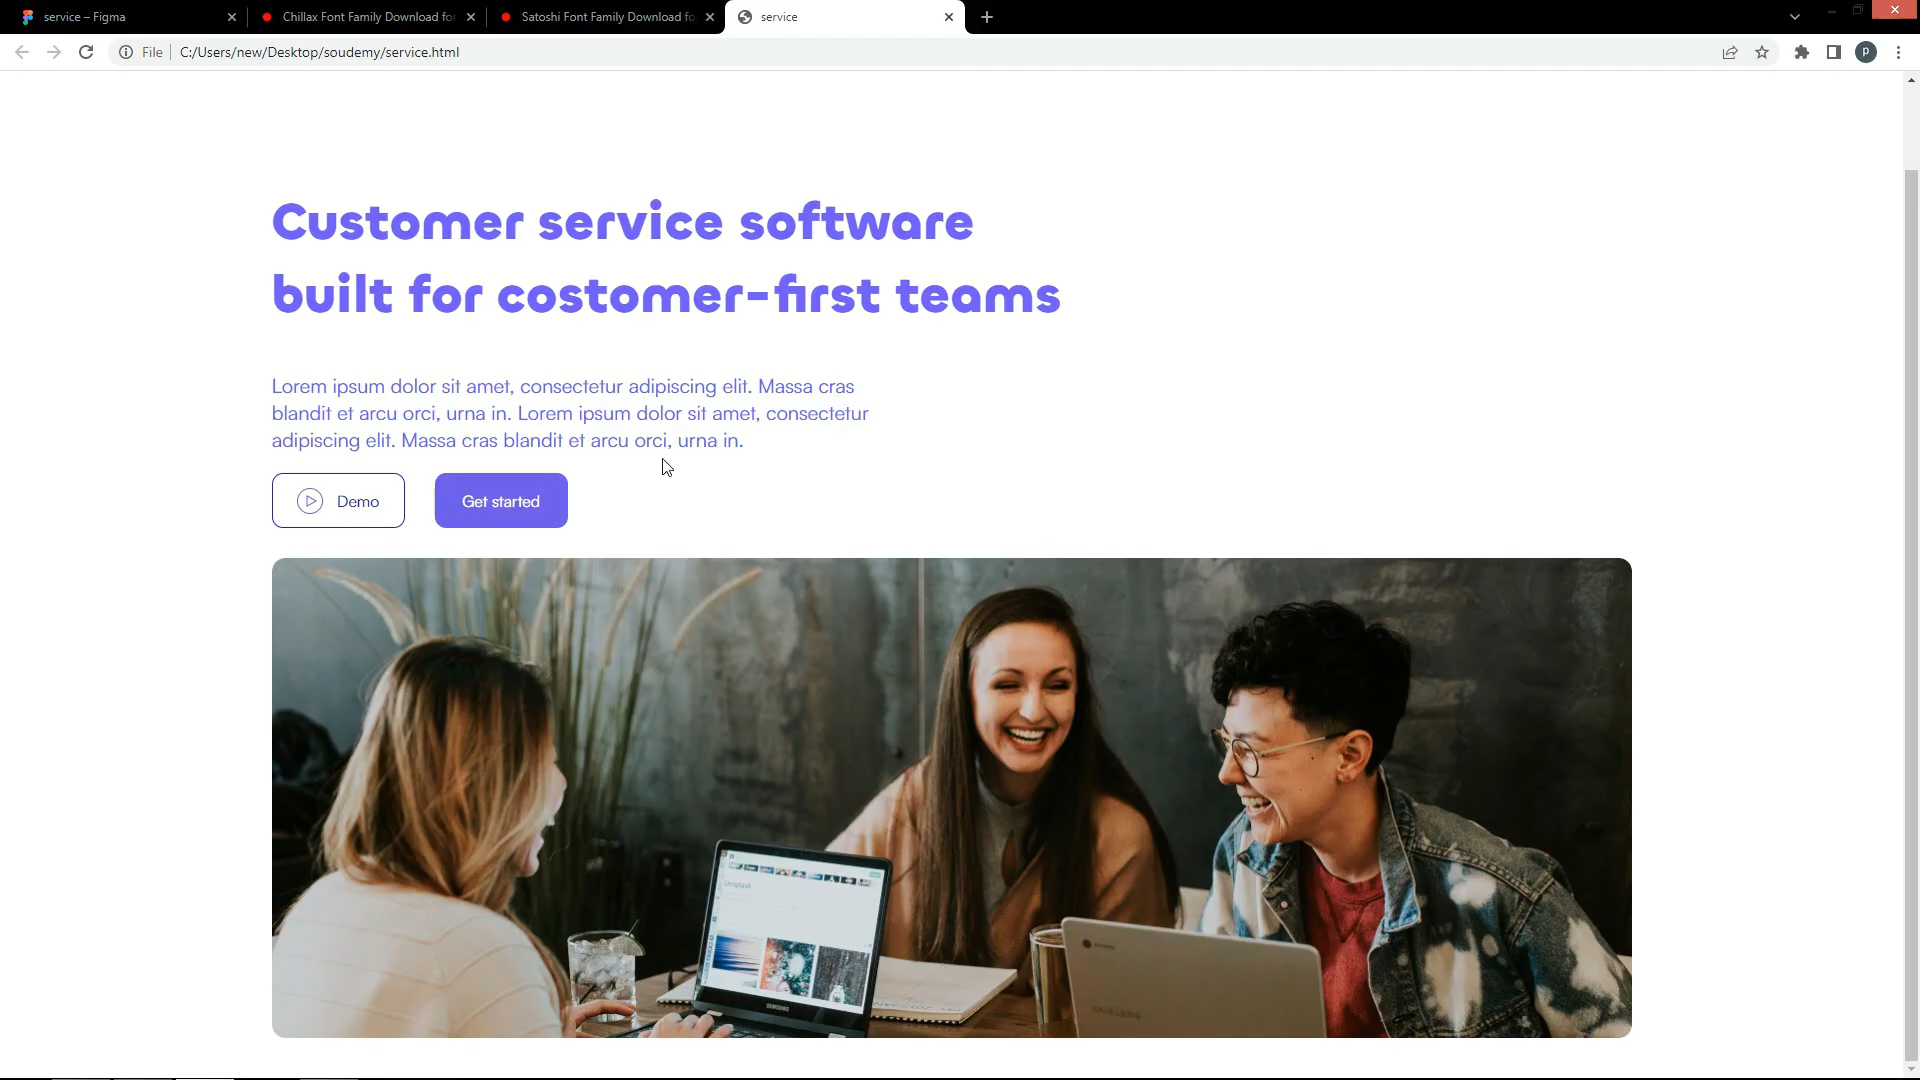 service – Figma
Chillax Font Family Download for
Satoshi Font Family Download fo
service
File
C:/Users/new/Desktop/soudemy/service.html
P
Customer service software
built for costomer-first teams
Lorem ipsum dolor sit amet, consectetur adipiscing elit. Massa cras
blandit et arcu orci, urna in. Lorem ipsum dolor sit amet, consectetur
adipiscing elit. Massa cras blandit et arcu orci, urna in.
Demo
Get started
Unsplash
SAMSUNG